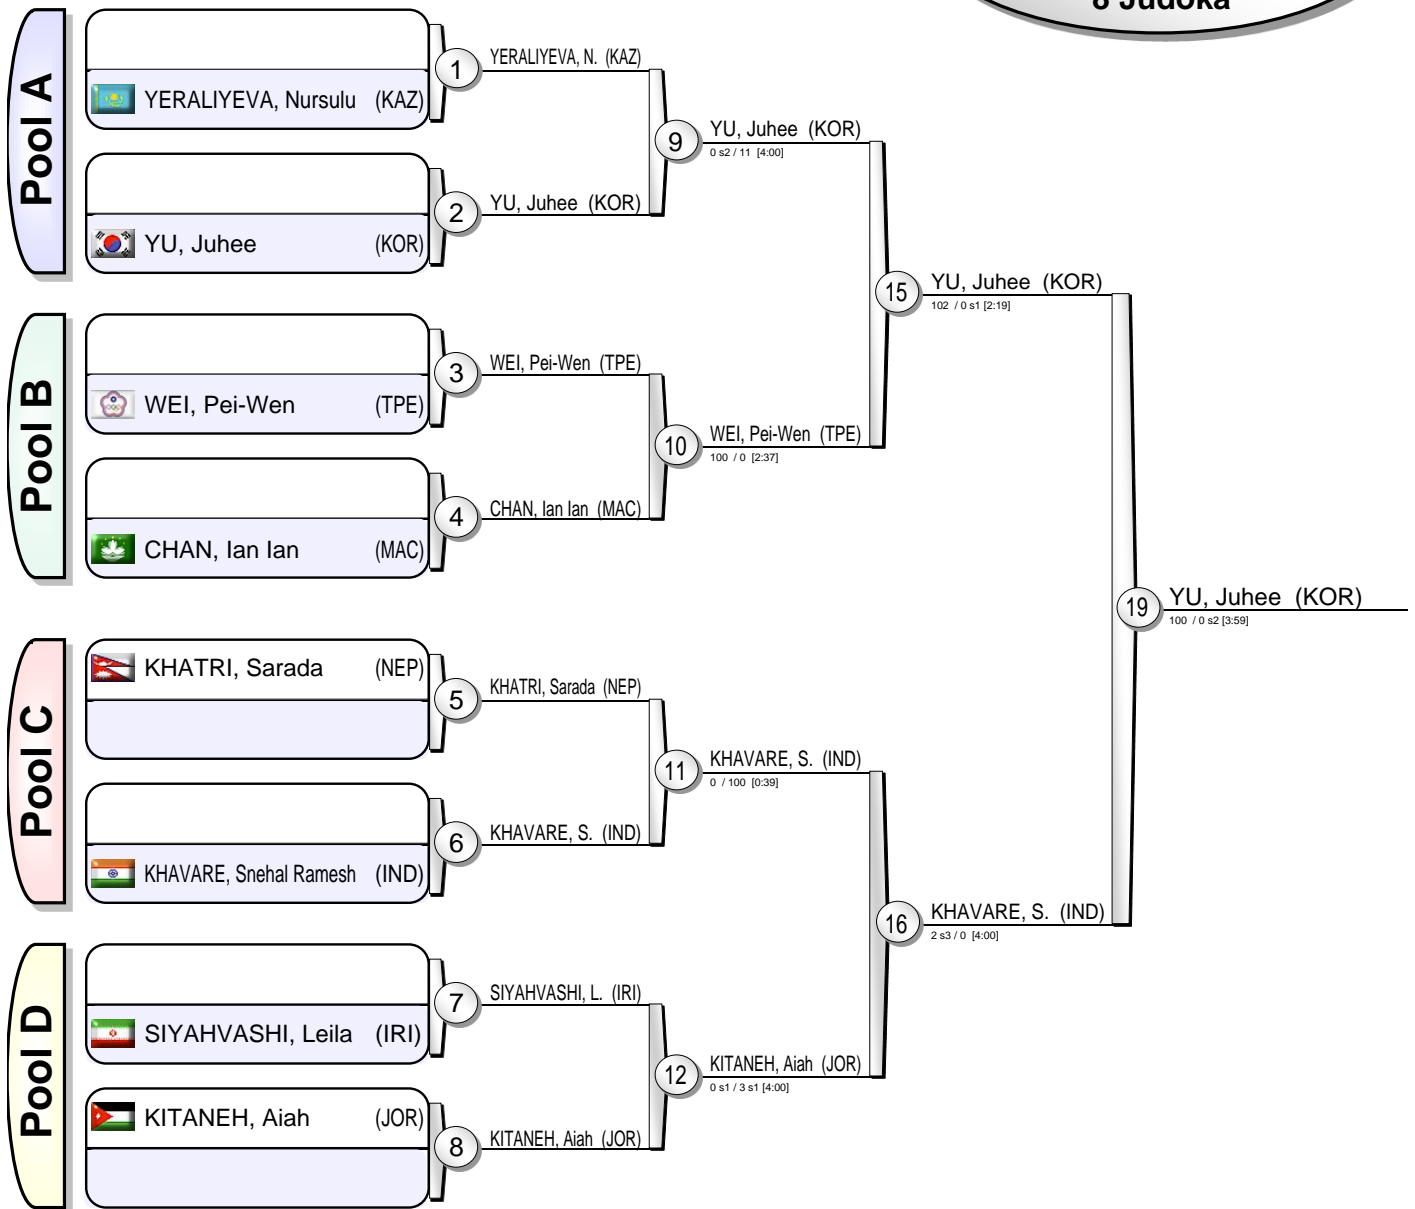 8 Judoka
Pool A
YERALIYEVA, Nursulu (KAZ)
YU, Juhee (KOR)
1
YERALIYEVA, N. (KAZ)
2
YU, Juhee (KOR)
9
YU, Juhee (KOR)
0 s2 / 11 [4:00]
Pool B
WEI, Pei-Wen (TPE)
CHAN, Ian Ian (MAC)
3
WEI, Pei-Wen (TPE)
4
CHAN, Ian Ian (MAC)
10
WEI, Pei-Wen (TPE)
100 / 0 [2:37]
15
YU, Juhee (KOR)
102 / 0 s1 [2:19]
Pool C
KHATRI, Sarada (NEP)
KHAVARE, Snehal Ramesh (IND)
5
KHATRI, Sarada (NEP)
6
KHAVARE, S. (IND)
11
KHAVARE, S. (IND)
0 / 100 [0:39]
Pool D
SIYAHVASHI, Leila (IRI)
KITANEH, Aiah (JOR)
7
SIYAHVASHI, L. (IRI)
8
KITANEH, Aiah (JOR)
12
KITANEH, Aiah (JOR)
0 s1 / 3 s1 [4:00]
16
KHAVARE, S. (IND)
2 s3 / 0 [4:00]
19
YU, Juhee (KOR)
100 / 0 s2 [3:59]